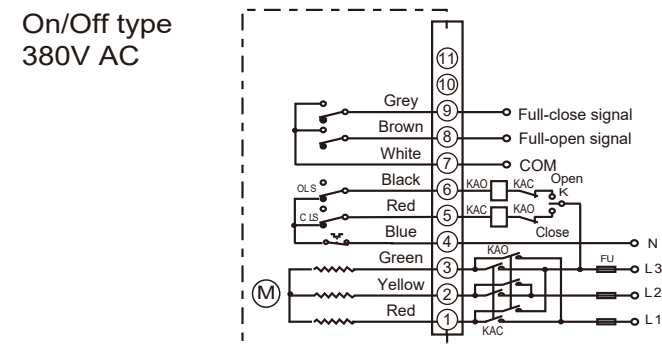 On/Off type
380V AC
11
10
Grey 9 Full-close signal
Brown 8 Full-open signal
White 7 COM
Black 6 KAO KAC Open
K
OLS
Red 5 KAC KAO
CLS
Close
Blue 4 N
Green 3 KAO FU L3
M Yellow 2 L2
Red 1 L1
KAC